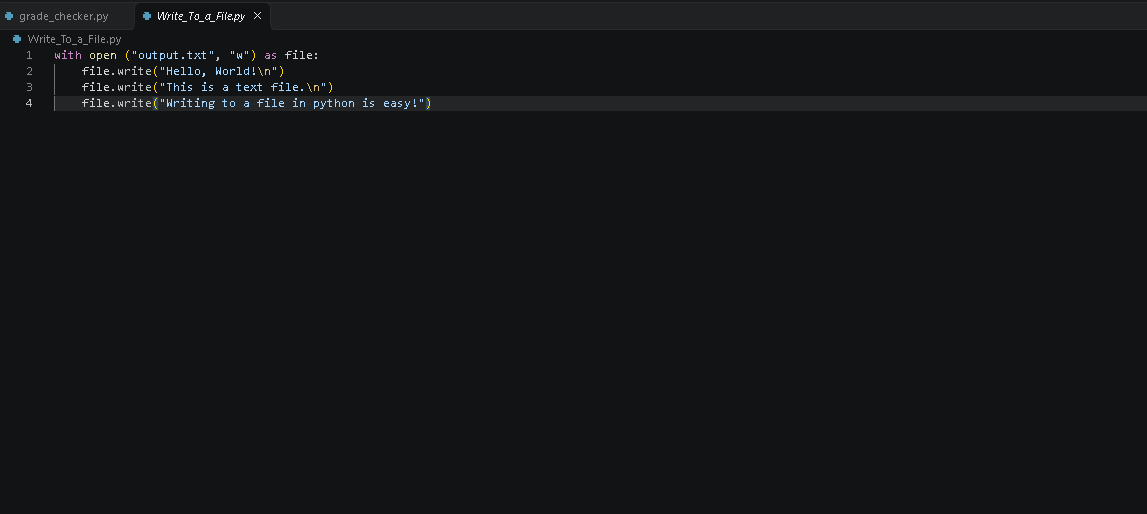 grade_checker.py
Write_To_a_File.py
Write_To_a_File.py
1 with open ("output.txt", "w") as file:
2     file.write("Hello, World!\n")
3     file.write("This is a text file.\n")
4     file.write("Writing to a file in python is easy!")